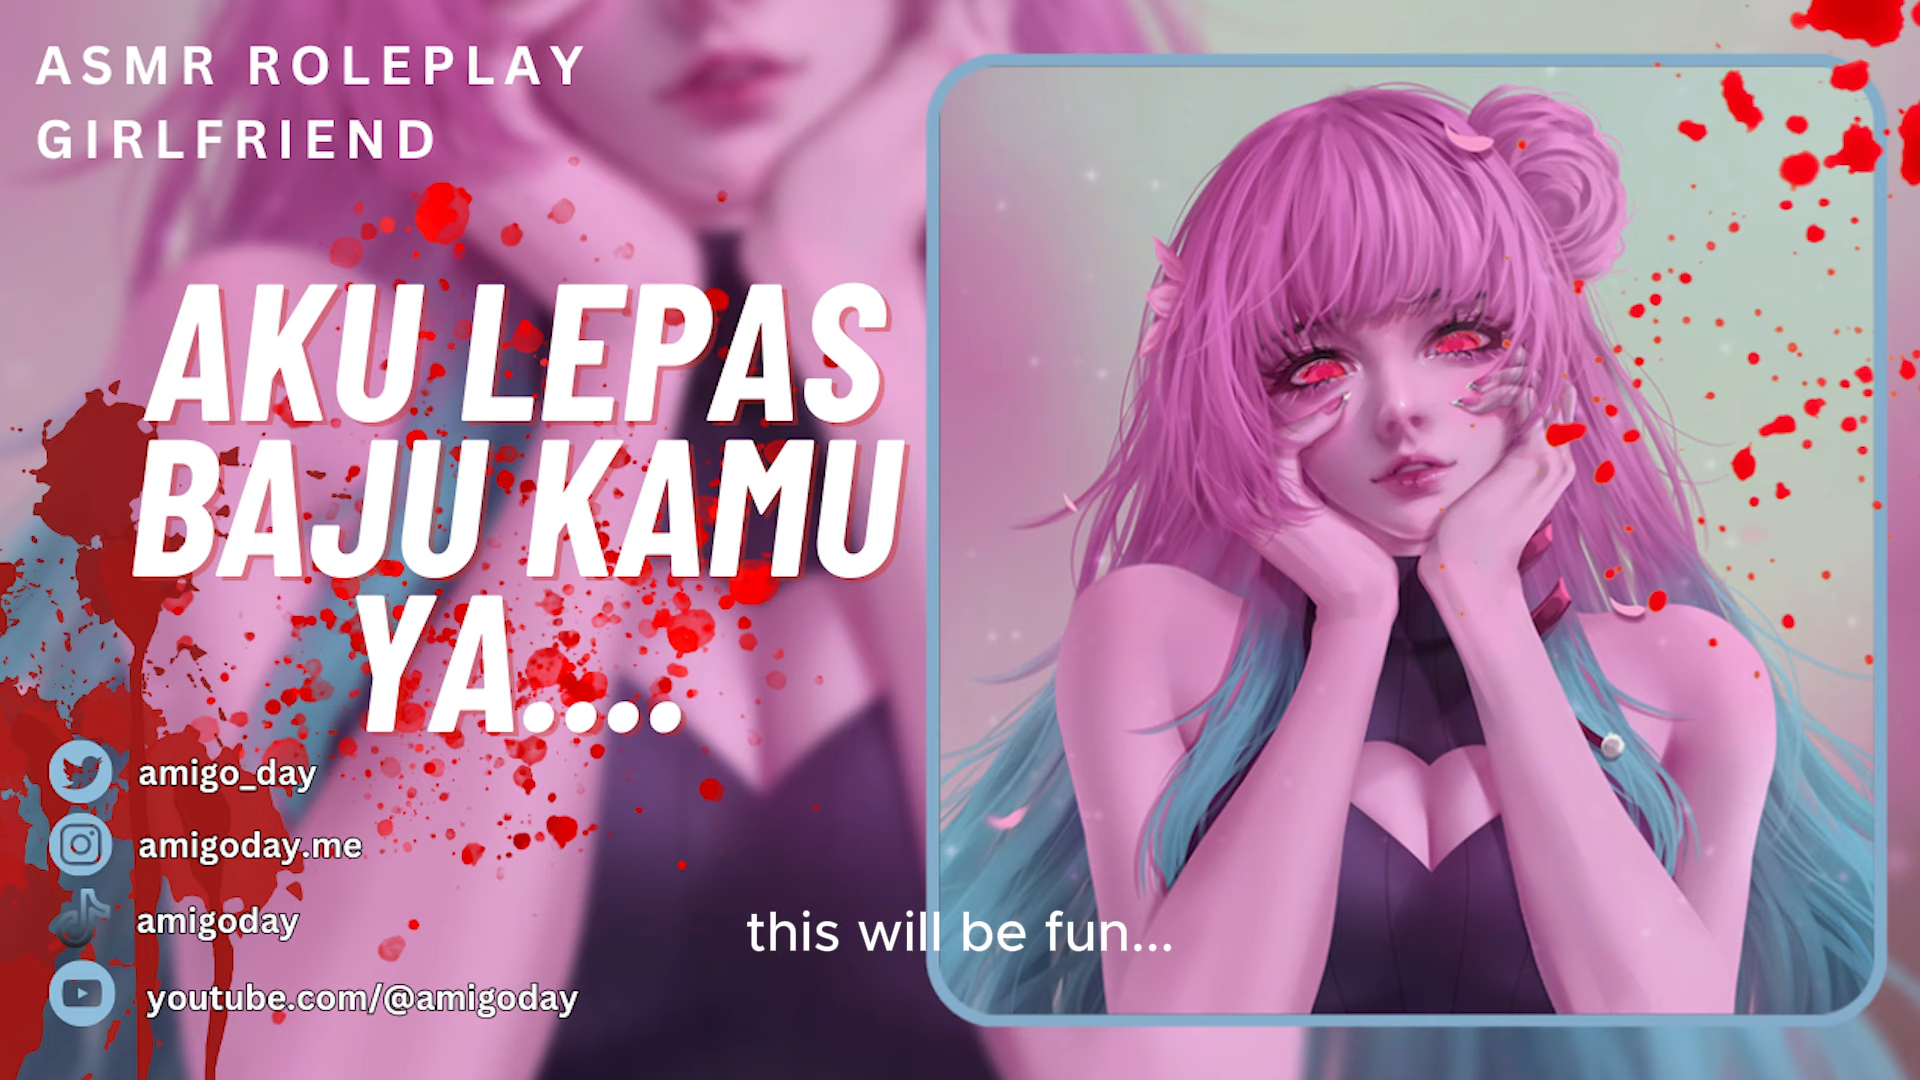 ASMR ROLEPLAY
GIRLFRIEND
AKU LEPAS
BAJU KAMU
YA....
amigo_day
amigoday.me
amigoday
youtube.com/@amigoday
this will be fun...